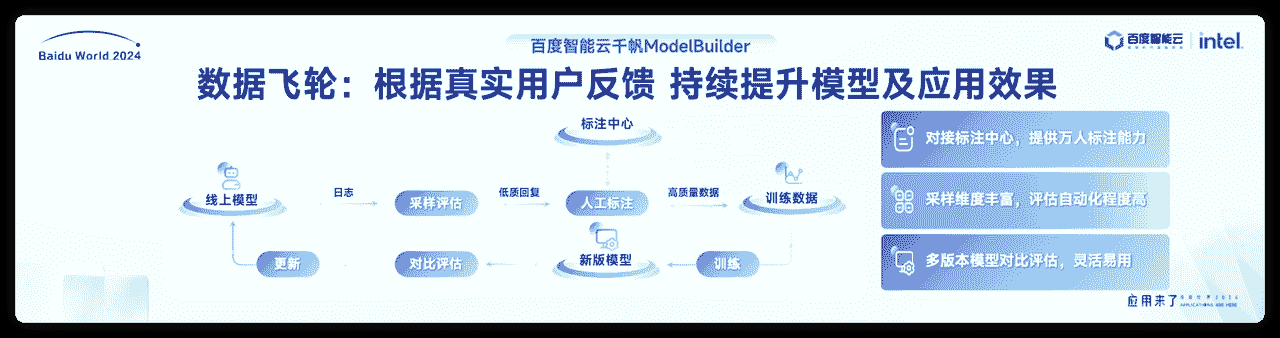 Baidu World 2024
百度智能云千帆ModelBuilder
百度智能云 intel.
数据飞轮：根据真实用户反馈 持续提升模型及应用效果
标注中心
线上模型
日志
采样评估
低质回复
人工标注
高质量数据
训练数据
更新
对比评估
新版模型
训练
对接标注中心，提供万人标注能力
采样维度丰富，评估自动化程度高
多版本模型对比评估，灵活易用
应用来了
APPLICATIONS ARE HERE